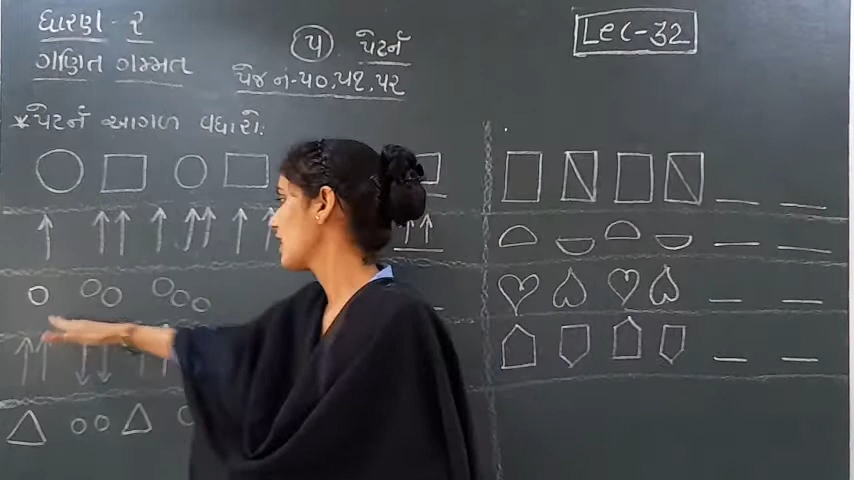 ધોરણ - ૨
ગણિત ગમ્મત
૫ પેટર્ન
પેજ નં-૫૦,૫૧,૫૨
Lec-32
*પેટર્ન આગળ વધારો: